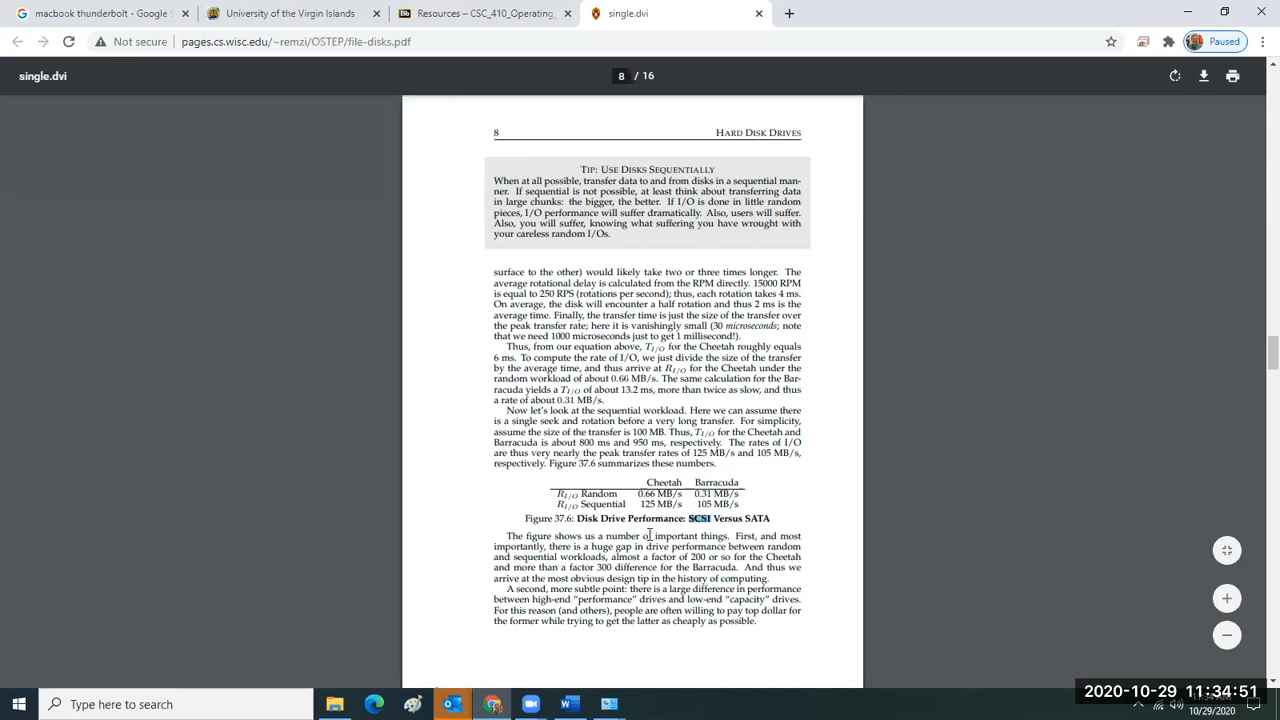 macbook thunderbolt - Google S
University of the Virgin Islands
Resources – CSC_410_Operating_
single.dvi
Not secure
pages.cs.wisc.edu/~remzi/OSTEP/file-disks.pdf
Paused
single.dvi
8 / 16
8
HARD DISK DRIVES
TIP: USE DISKS SEQUENTIALLY
When at all possible, transfer data to and from disks in a sequential man-
ner. If sequential is not possible, at least think about transferring data
in large chunks: the bigger, the better. If I/O is done in little random
pieces, I/O performance will suffer dramatically. Also, users will suffer.
Also, you will suffer, knowing what suffering you have wrought with
your careless random I/Os.
surface to the other) would likely take two or three times longer. The
average rotational delay is calculated from the RPM directly. 15000 RPM
is equal to 250 RPS (rotations per second); thus, each rotation takes 4 ms.
On average, the disk will encounter a half rotation and thus 2 ms is the
average time. Finally, the transfer time is just the size of the transfer over
the peak transfer rate; here it is vanishingly small (30 microseconds; note
that we need 1000 microseconds just to get 1 millisecond!).
Thus, from our equation above, T_I/O for the Cheetah roughly equals
6 ms. To compute the rate of I/O, we just divide the size of the transfer
by the average time, and thus arrive at R_I/O for the Cheetah under the
random workload of about 0.66 MB/s. The same calculation for the Bar-
racuda yields a T_I/O of about 13.2 ms, more than twice as slow, and thus
a rate of about 0.31 MB/s.
Now let's look at the sequential workload. Here we can assume there
is a single seek and rotation before a very long transfer. For simplicity,
assume the size of the transfer is 100 MB. Thus, T_I/O for the Cheetah and
Barracuda is about 800 ms and 950 ms, respectively. The rates of I/O
are thus very nearly the peak transfer rates of 125 MB/s and 105 MB/s,
respectively. Figure 37.6 summarizes these numbers.
Cheetah Barracuda
R_I/O Random 0.66 MB/s 0.31 MB/s
R_I/O Sequential 125 MB/s 105 MB/s
Figure 37.6: Disk Drive Performance: SCSI Versus SATA
The figure shows us a number of important things. First, and most
importantly, there is a huge gap in drive performance between random
and sequential workloads, almost a factor of 200 or so for the Cheetah
and more than a factor 300 difference for the Barracuda. And thus we
arrive at the most obvious design tip in the history of computing.
A second, more subtle point: there is a large difference in performance
between high-end “performance” drives and low-end “capacity” drives.
For this reason (and others), people are often willing to pay top dollar for
the former while trying to get the latter as cheaply as possible.
Type here to search
2020-10-29 11:34:51
10/29/2020